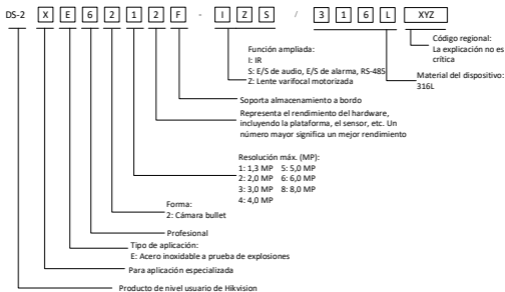 DS-2 X E 6 2 1 2 F - I Z S / 3 1 6 L XYZ
Código regional:
La explicación no es
crítica
Función ampliada:
I: IR
S: E/S de audio, E/S de alarma, RS-485
Z: Lente varifocal motorizada
Material del dispositivo:
316L
Soporta almacenamiento a bordo
Representa el rendimiento del hardware,
incluyendo la plataforma, el sensor, etc. Un
número mayor significa un mejor rendimiento
Resolución máx. (MP):
1: 1,3 MP 5: 5,0 MP
2: 2,0 MP 6: 6,0 MP
3: 3,0 MP 8: 8,0 MP
4: 4,0 MP
Forma:
2: Cámara bullet
Profesional
Tipo de aplicación:
E: Acero inoxidable a prueba de explosiones
Para aplicación especializada
Producto de nivel usuario de Hikvision